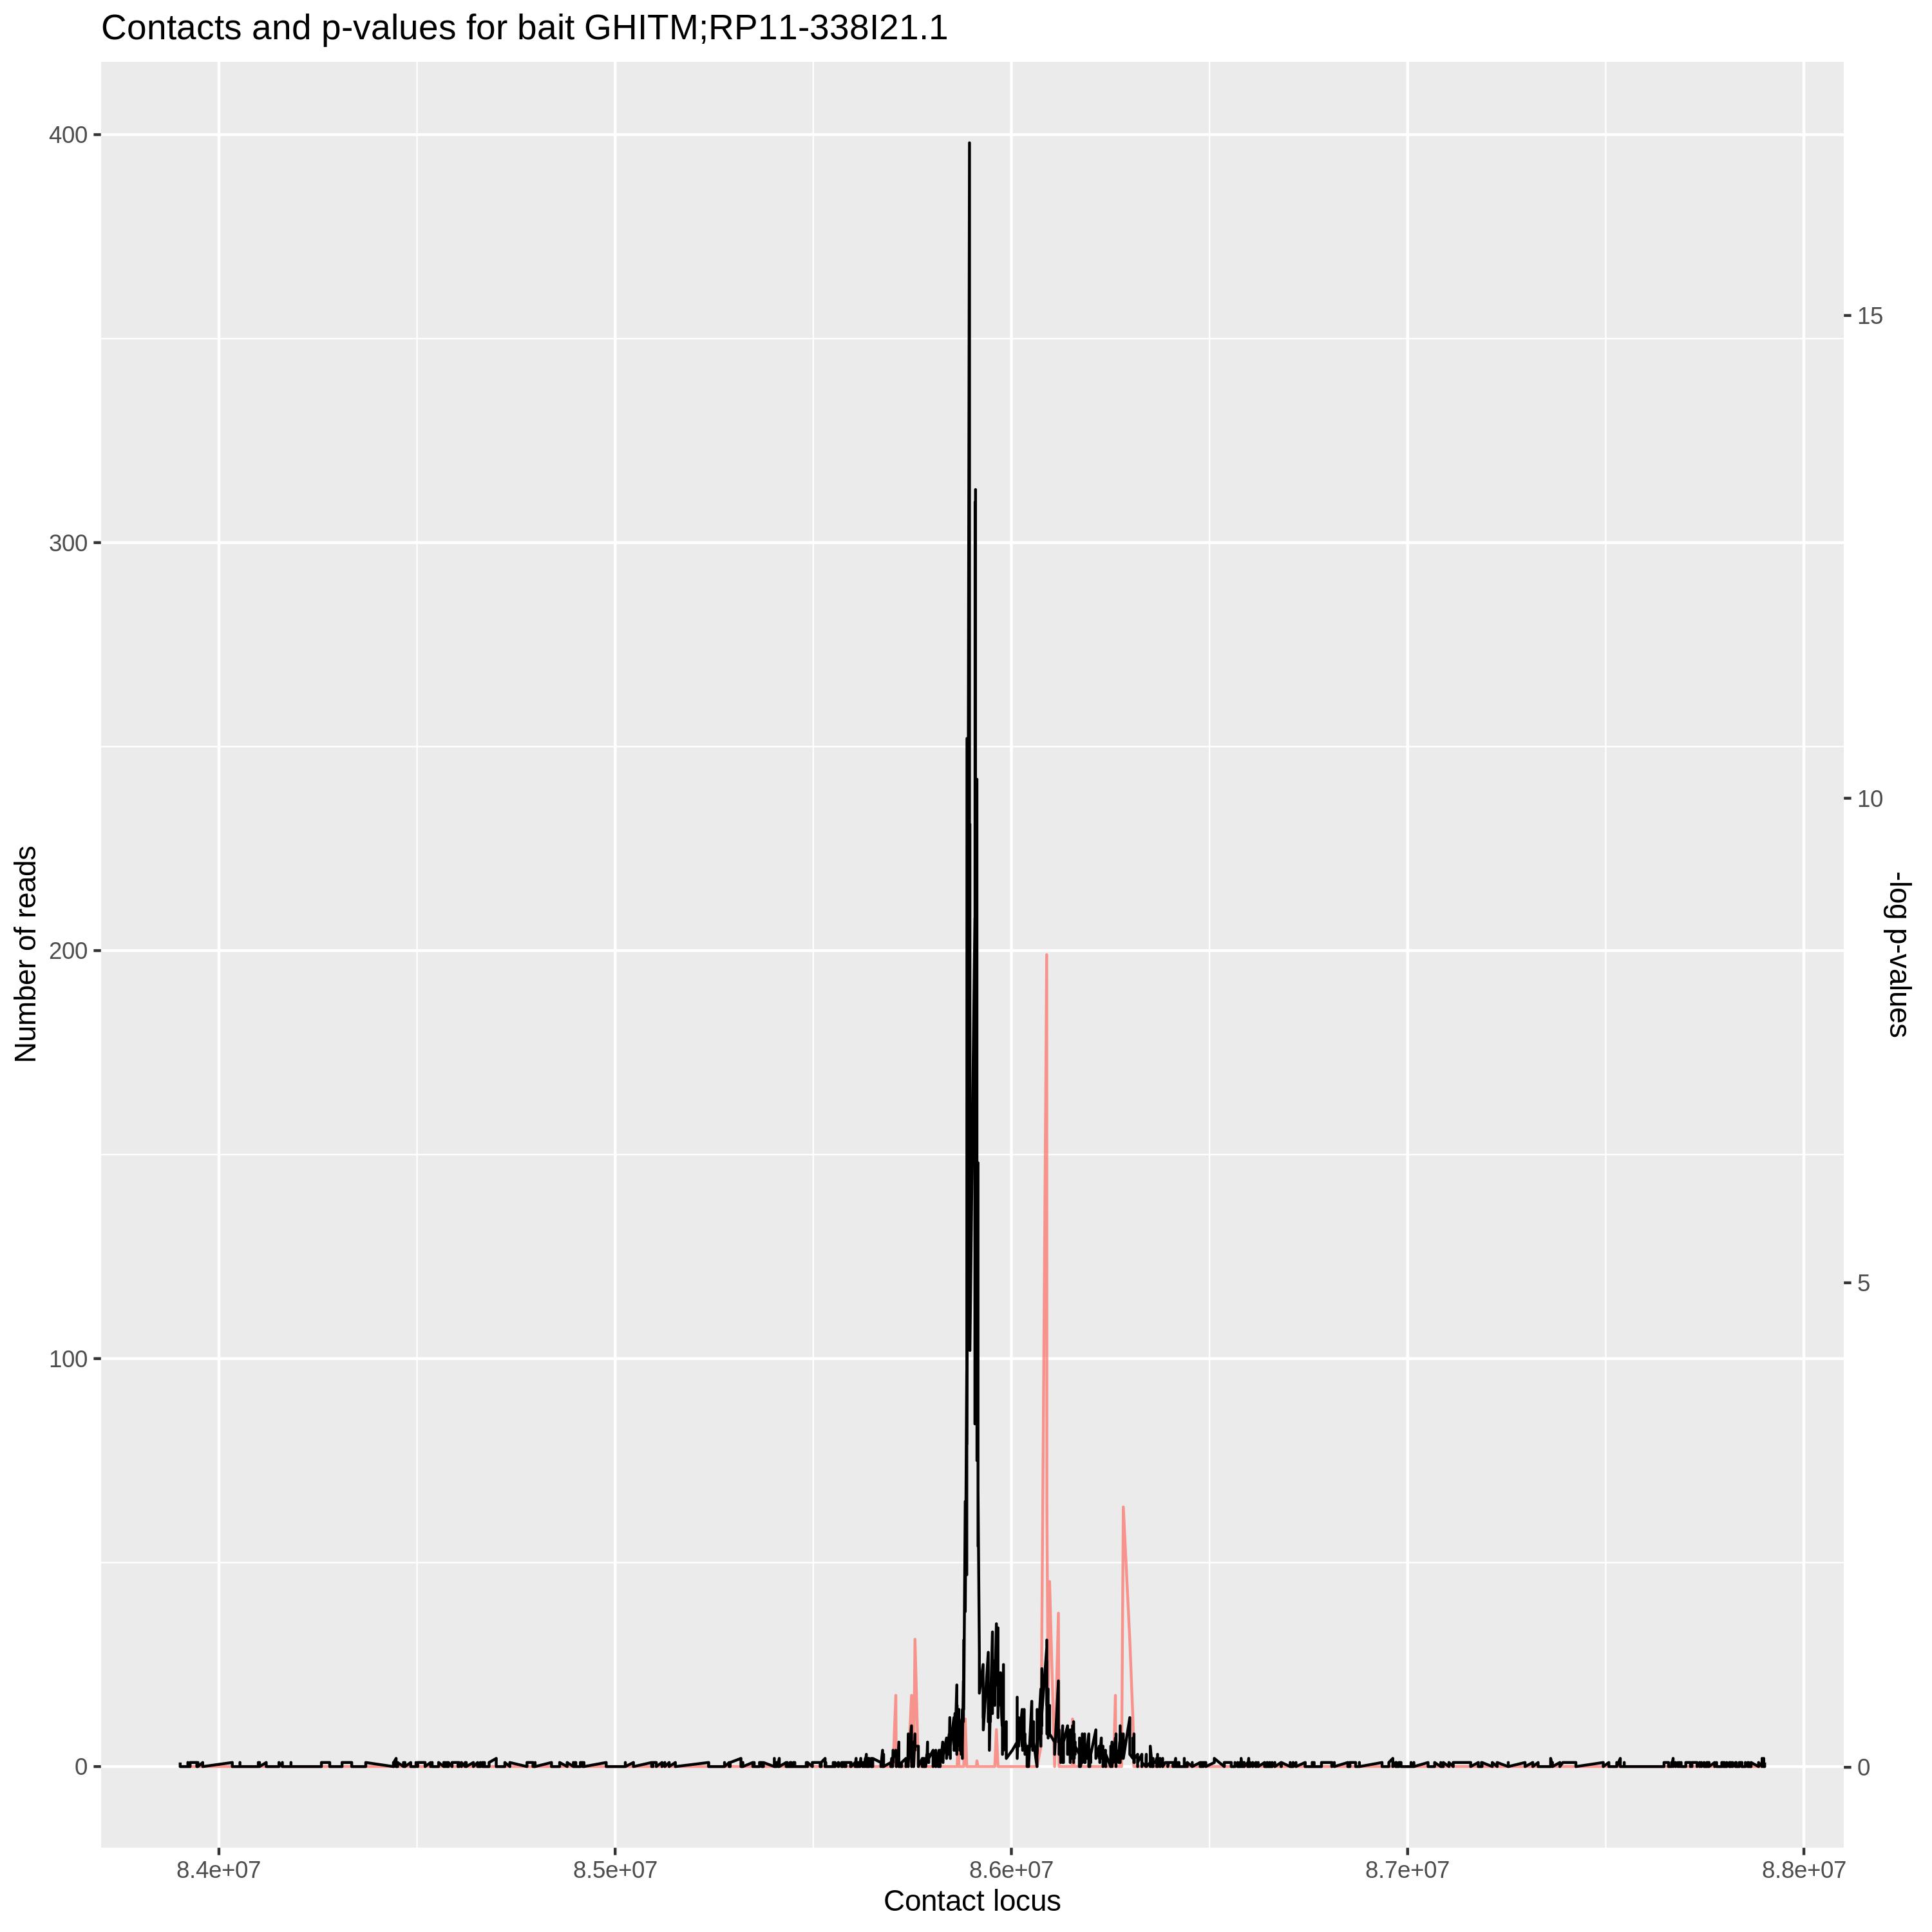 Contacts and p-values for bait GHITM;RP11-338I21.1
400
300
200
100
0
Number of reads
15
10
5
0
-log p-values
8.4e+07
8.5e+07
8.6e+07
8.7e+07
8.8e+07
Contact locus